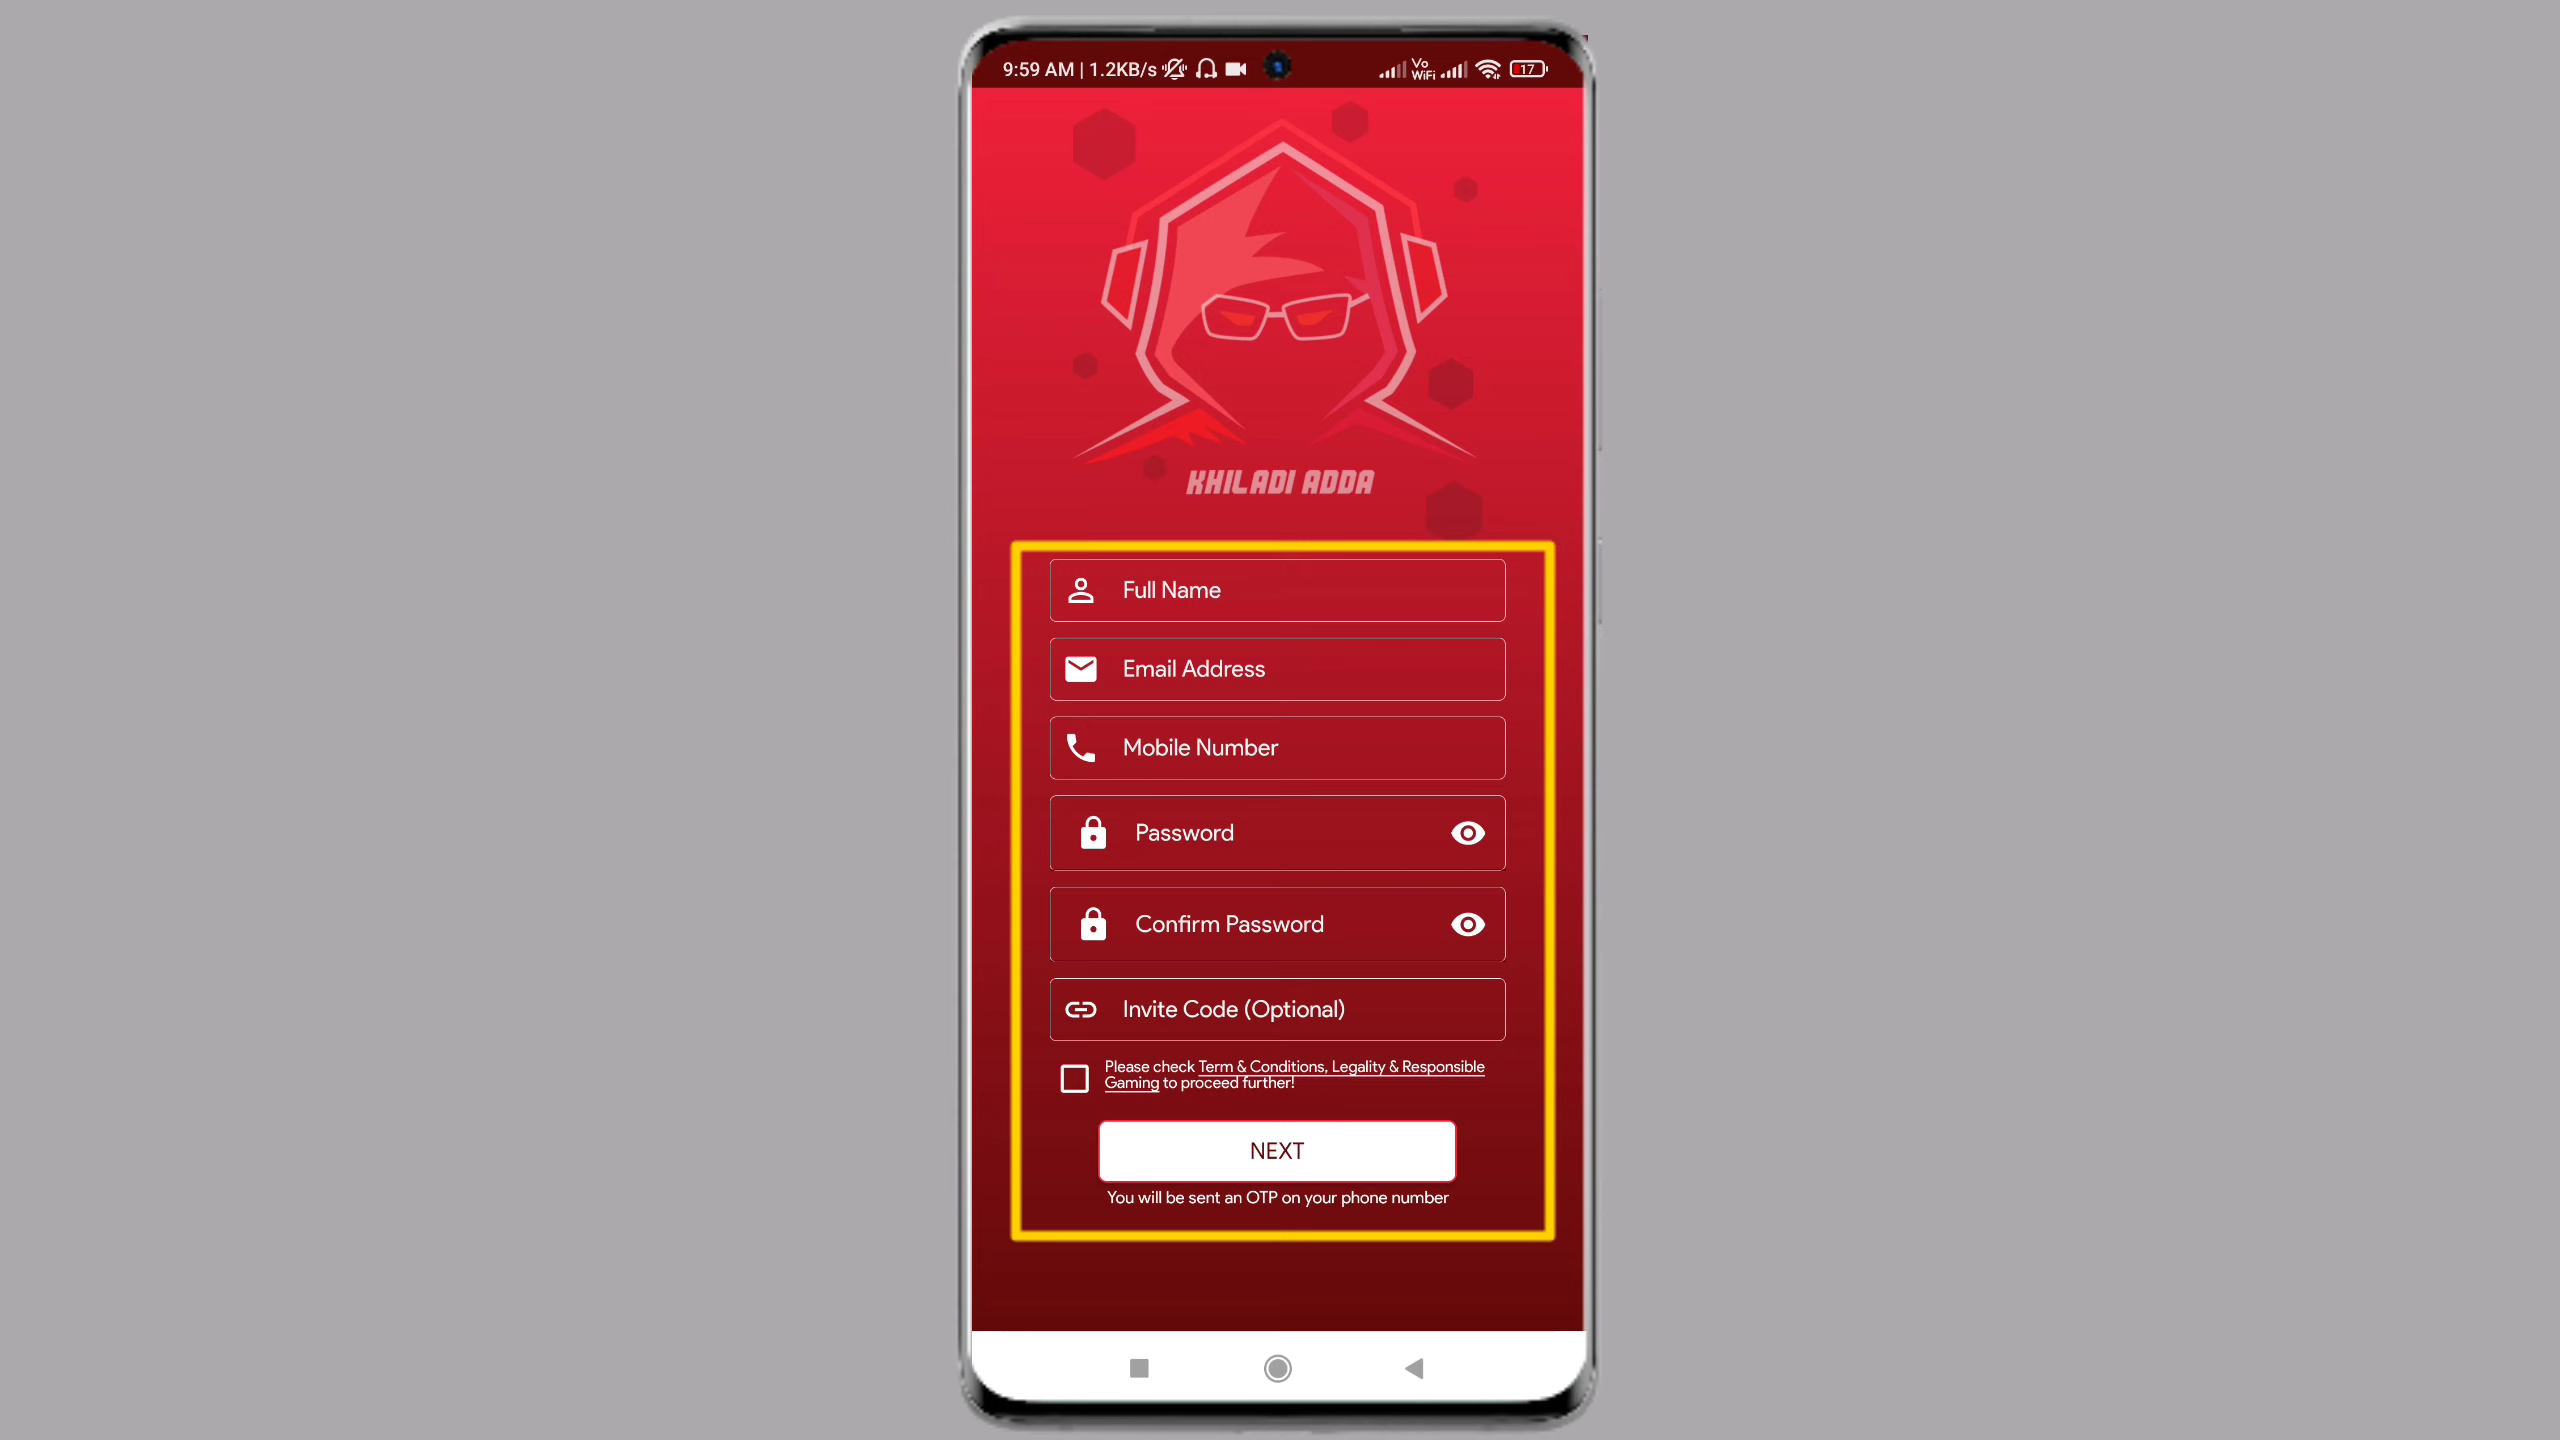 9:59 AM | 1.2KB/s Vo WiFi 17
KHILADI ADDA
Full Name
Email Address
Mobile Number
Password
Confirm Password
Invite Code (Optional)
Please check Term & Conditions, Legality & Responsible
Gaming to proceed further!
NEXT
You will be sent an OTP on your phone number